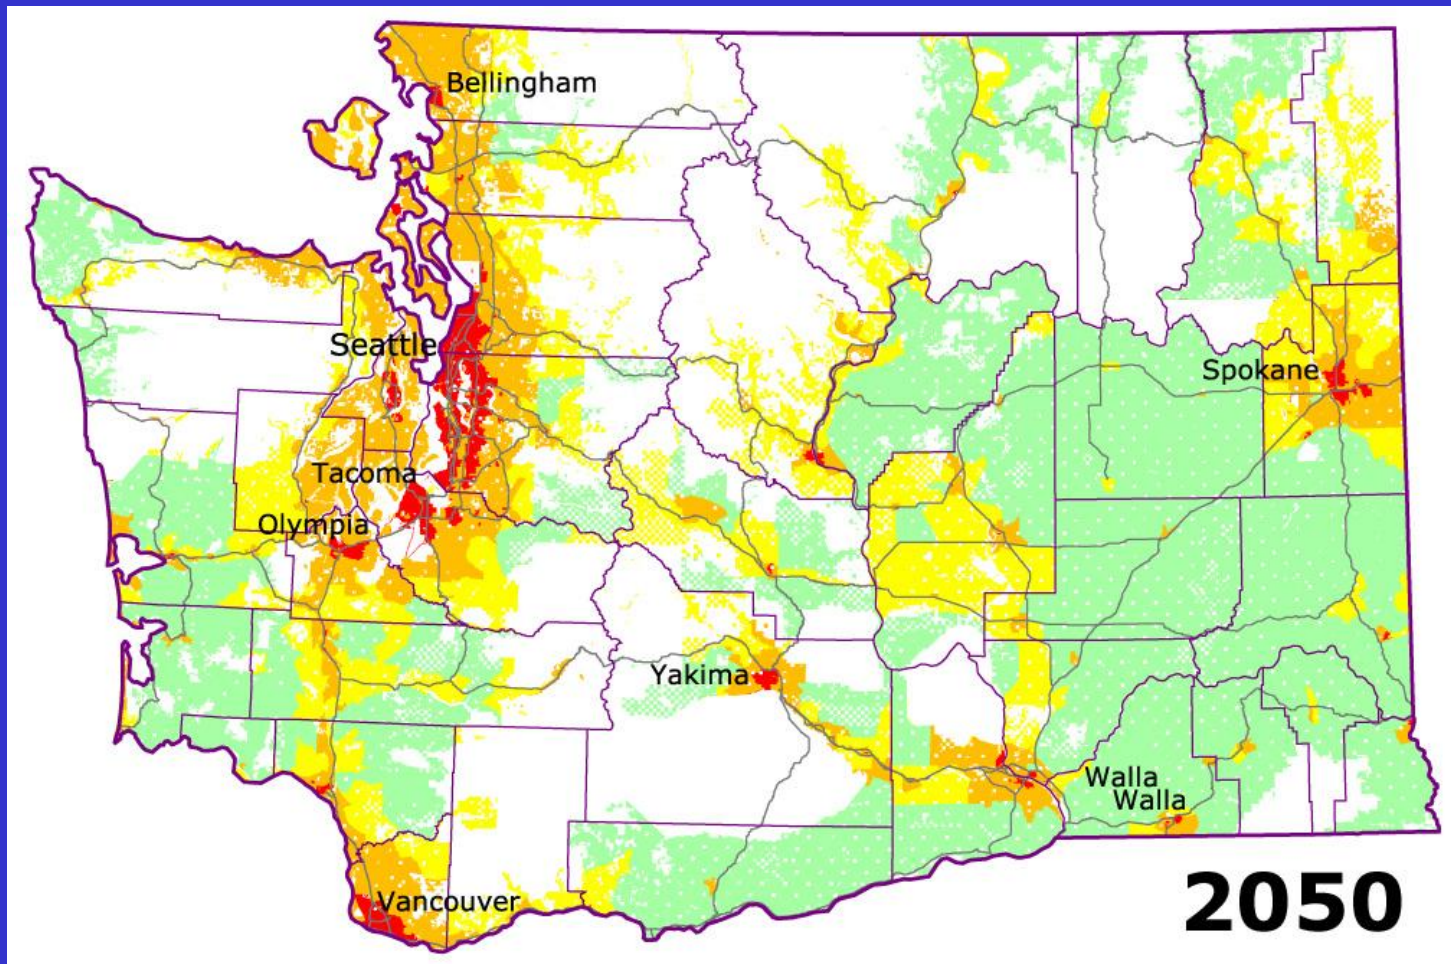 Bellingham
Seattle
Spokane
Tacoma
Olympia
Yakima
Walla
Walla
Vancouver
2050